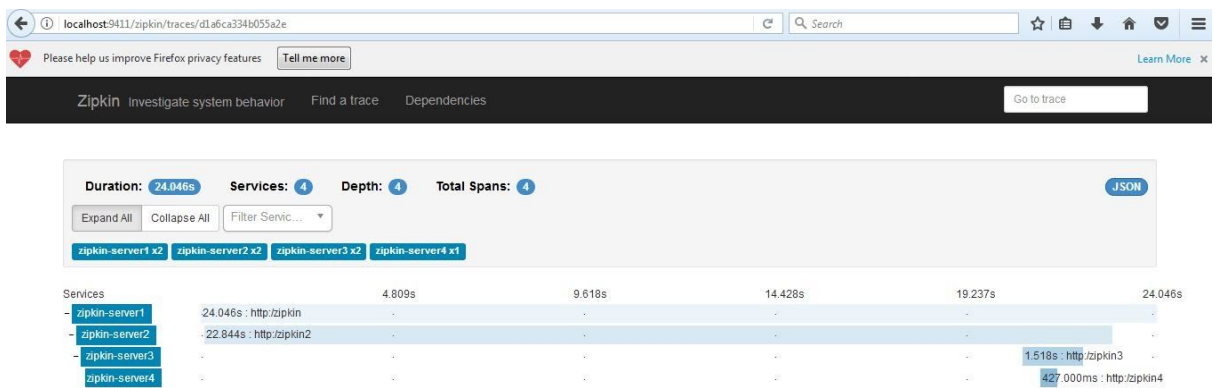 localhost:9411/zipkin/traces/d1a6ca334b055a2e
Search
Please help us improve Firefox privacy features
Tell me more
Learn More
Zipkin Investigate system behavior
Find a trace
Dependencies
Go to trace
Duration: 24.046s Services: 4 Depth: 4 Total Spans: 4
JSON
Expand All
Collapse All
Filter Servic...
zipkin-server1 x2 zipkin-server2 x2 zipkin-server3 x2 zipkin-server4 x1
Services 4.809s 9.618s 14.428s 19.237s 24.046s
zipkin-server1 24.046s : http:/zipkin
zipkin-server2 22.844s : http:/zipkin2
zipkin-server3 1.518s : http:/zipkin3
zipkin-server4 427.000ms : http:/zipkin4